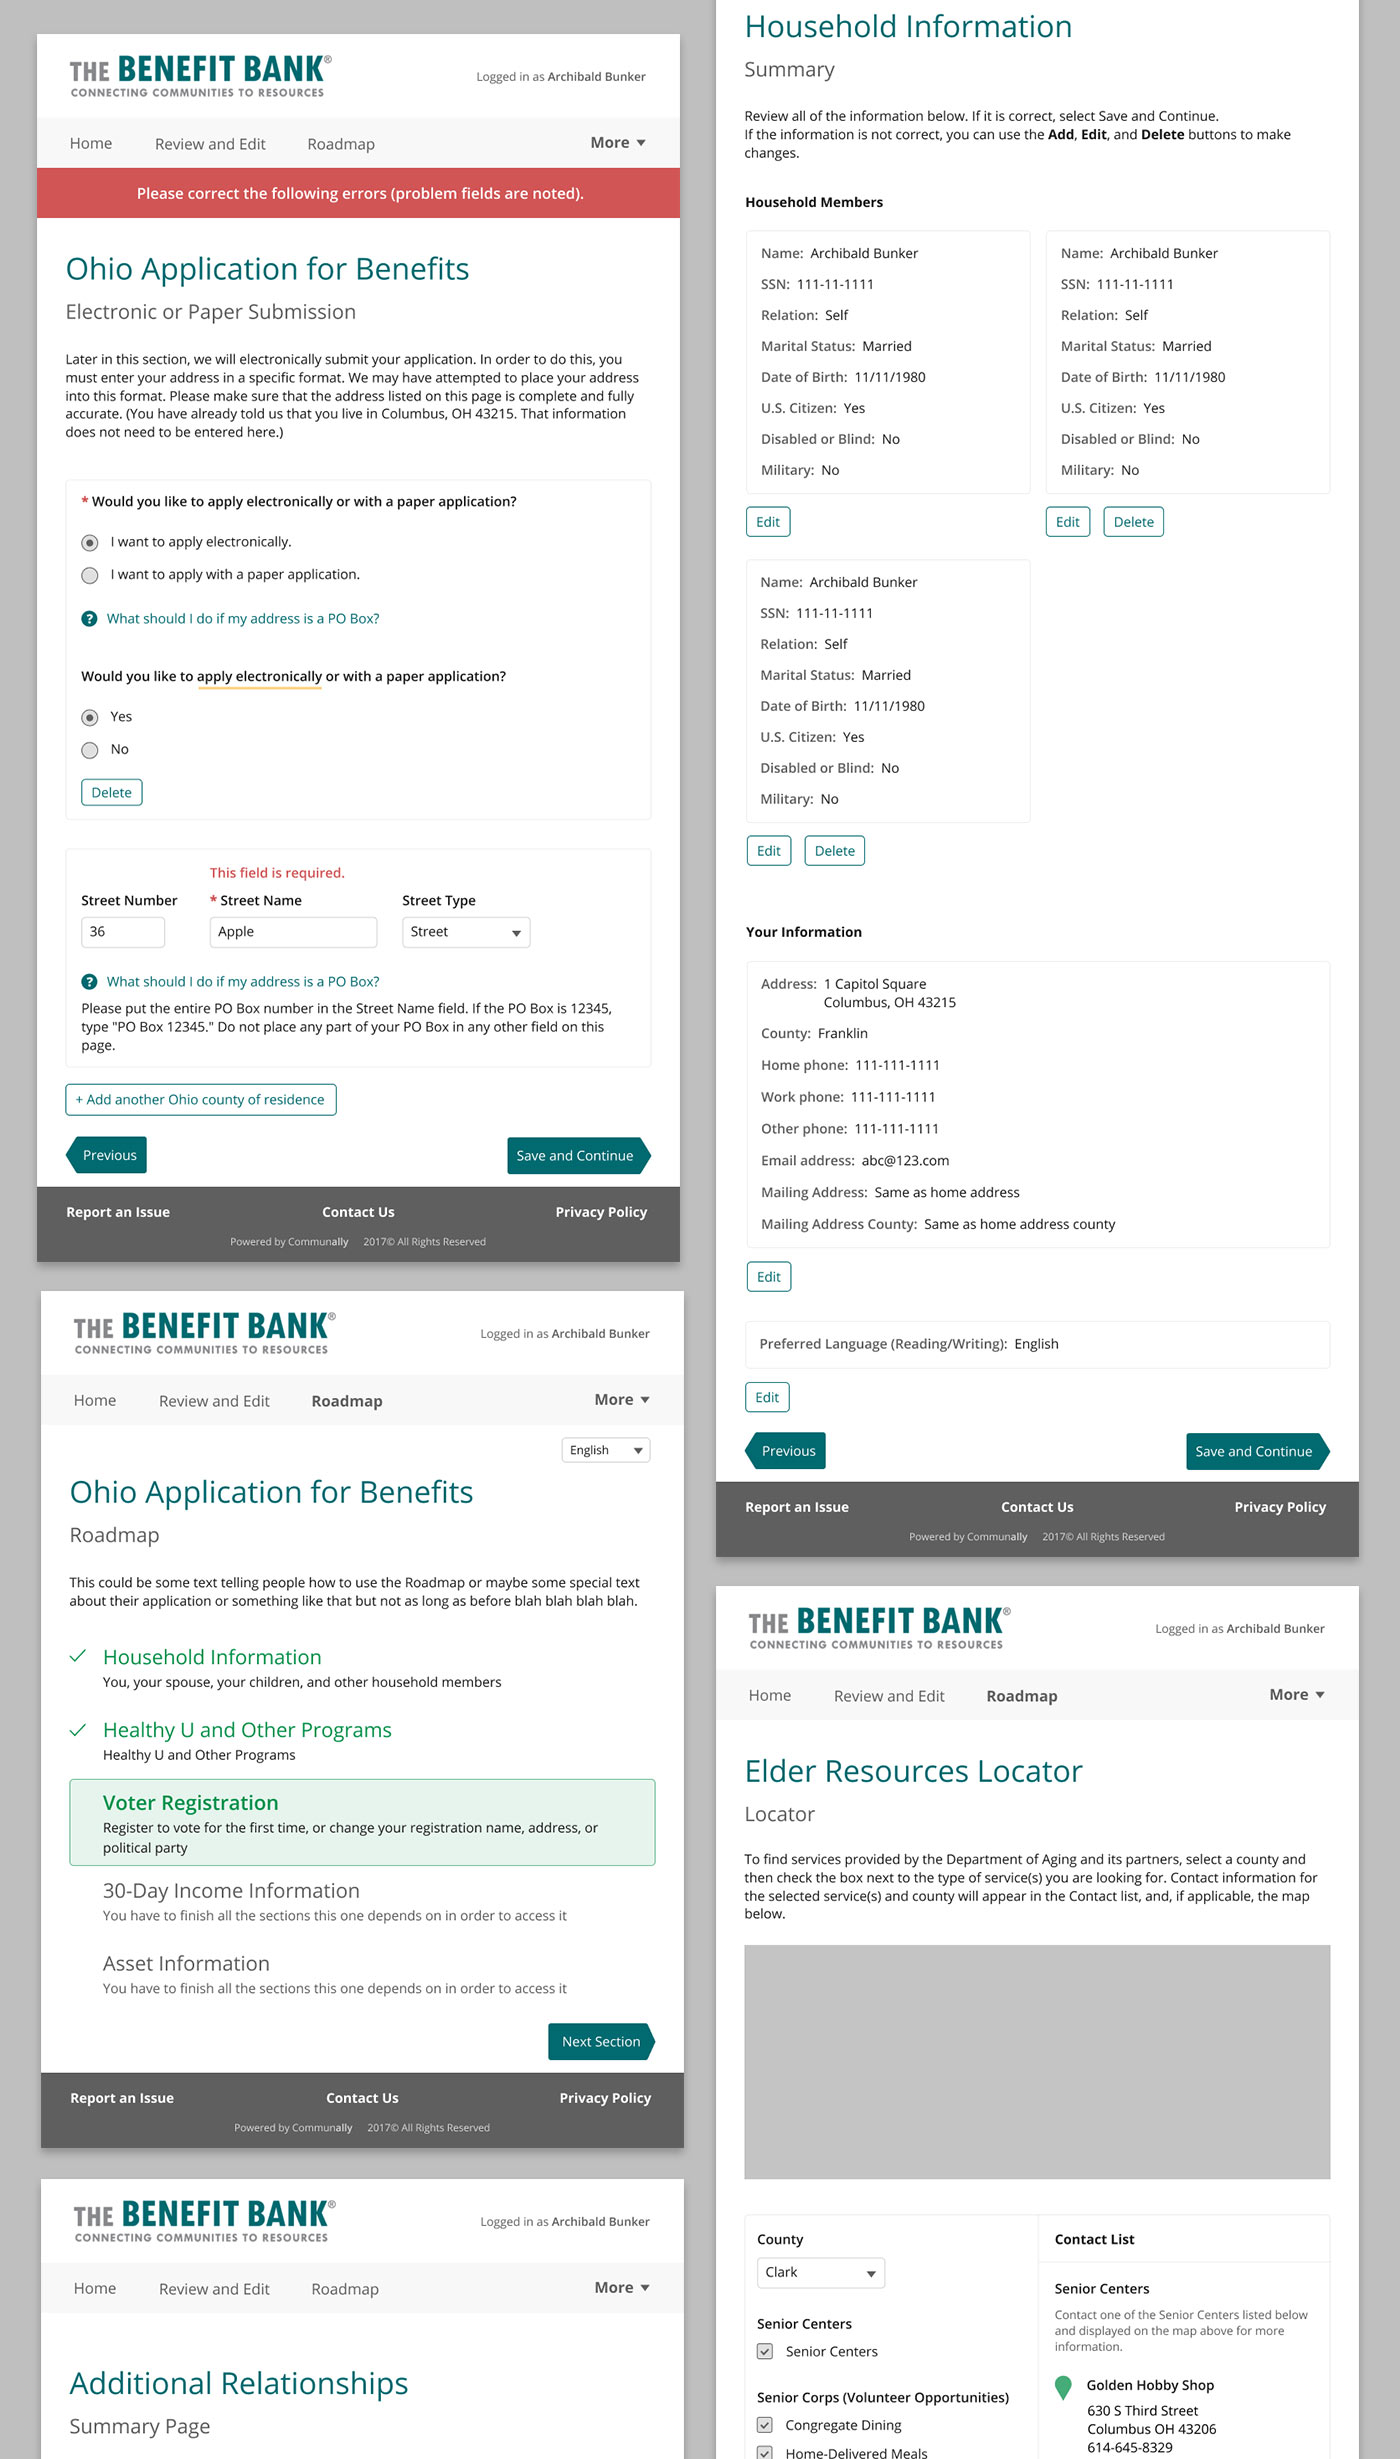 THE BENEFIT BANK®
CONNECTING COMMUNITIES TO RESOURCES
Logged in as Archibald Bunker
Home Review and Edit Roadmap More
Please correct the following errors (problem fields are noted).
Ohio Application for Benefits
Electronic or Paper Submission
Later in this section, we will electronically submit your application. In order to do this, you
must enter your address in a specific format. We may have attempted to place your address
into this format. Please make sure that the address listed on this page is complete and fully
accurate. (You have already told us that you live in Columbus, OH 43215. That information
does not need to be entered here.)
* Would you like to apply electronically or with a paper application?
I want to apply electronically.
I want to apply with a paper application.
? What should I do if my address is a PO Box?
Would you like to apply electronically or with a paper application?
Yes
No
Delete
This field is required.
Street Number * Street Name Street Type
36 Apple Street
? What should I do if my address is a PO Box?
Please put the entire PO Box number in the Street Name field. If the PO Box is 12345,
type "PO Box 12345." Do not place any part of your PO Box in any other field on this
page.
+ Add another Ohio county of residence
Previous Save and Continue
Report an Issue Contact Us Privacy Policy
Powered by Communally 2017© All Rights Reserved
THE BENEFIT BANK®
CONNECTING COMMUNITIES TO RESOURCES
Logged in as Archibald Bunker
Home Review and Edit Roadmap More
English
Ohio Application for Benefits
Roadmap
This could be some text telling people how to use the Roadmap or maybe some special text
about their application or something like that but not as long as before blah blah blah blah.
Household Information
You, your spouse, your children, and other household members
Healthy U and Other Programs
Healthy U and Other Programs
Voter Registration
Register to vote for the first time, or change your registration name, address, or
political party
30-Day Income Information
You have to finish all the sections this one depends on in order to access it
Asset Information
You have to finish all the sections this one depends on in order to access it
Next Section
Report an Issue Contact Us Privacy Policy
Powered by Communally 2017© All Rights Reserved
THE BENEFIT BANK®
CONNECTING COMMUNITIES TO RESOURCES
Logged in as Archibald Bunker
Home Review and Edit Roadmap More
Additional Relationships
Summary Page
Household Information
Summary
Review all of the information below. If it is correct, select Save and Continue.
If the information is not correct, you can use the Add, Edit, and Delete buttons to make
changes.
Household Members
Name: Archibald Bunker
SSN: 111-11-1111
Relation: Self
Marital Status: Married
Date of Birth: 11/11/1980
U.S. Citizen: Yes
Disabled or Blind: No
Military: No
Edit
Name: Archibald Bunker
SSN: 111-11-1111
Relation: Self
Marital Status: Married
Date of Birth: 11/11/1980
U.S. Citizen: Yes
Disabled or Blind: No
Military: No
Edit Delete
Name: Archibald Bunker
SSN: 111-11-1111
Relation: Self
Marital Status: Married
Date of Birth: 11/11/1980
U.S. Citizen: Yes
Disabled or Blind: No
Military: No
Edit Delete
Your Information
Address: 1 Capitol Square
Columbus, OH 43215
County: Franklin
Home phone: 111-111-1111
Work phone: 111-111-1111
Other phone: 111-111-1111
Email address: abc@123.com
Mailing Address: Same as home address
Mailing Address County: Same as home address county
Edit
Preferred Language (Reading/Writing): English
Edit
Previous Save and Continue
Report an Issue Contact Us Privacy Policy
Powered by Communally 2017© All Rights Reserved
THE BENEFIT BANK®
CONNECTING COMMUNITIES TO RESOURCES
Logged in as Archibald Bunker
Home Review and Edit Roadmap More
Elder Resources Locator
Locator
To find services provided by the Department of Aging and its partners, select a county and
then check the box next to the type of service(s) you are looking for. Contact information for
the selected service(s) and county will appear in the Contact list, and, if applicable, the map
below.
County
Clark
Senior Centers
Senior Centers
Senior Corps (Volunteer Opportunities)
Congregate Dining
Home-Delivered Meals
Contact List
Senior Centers
Contact one of the Senior Centers listed below
and displayed on the map above for more
information.
Golden Hobby Shop
630 S Third Street
Columbus OH 43206
614-645-8329